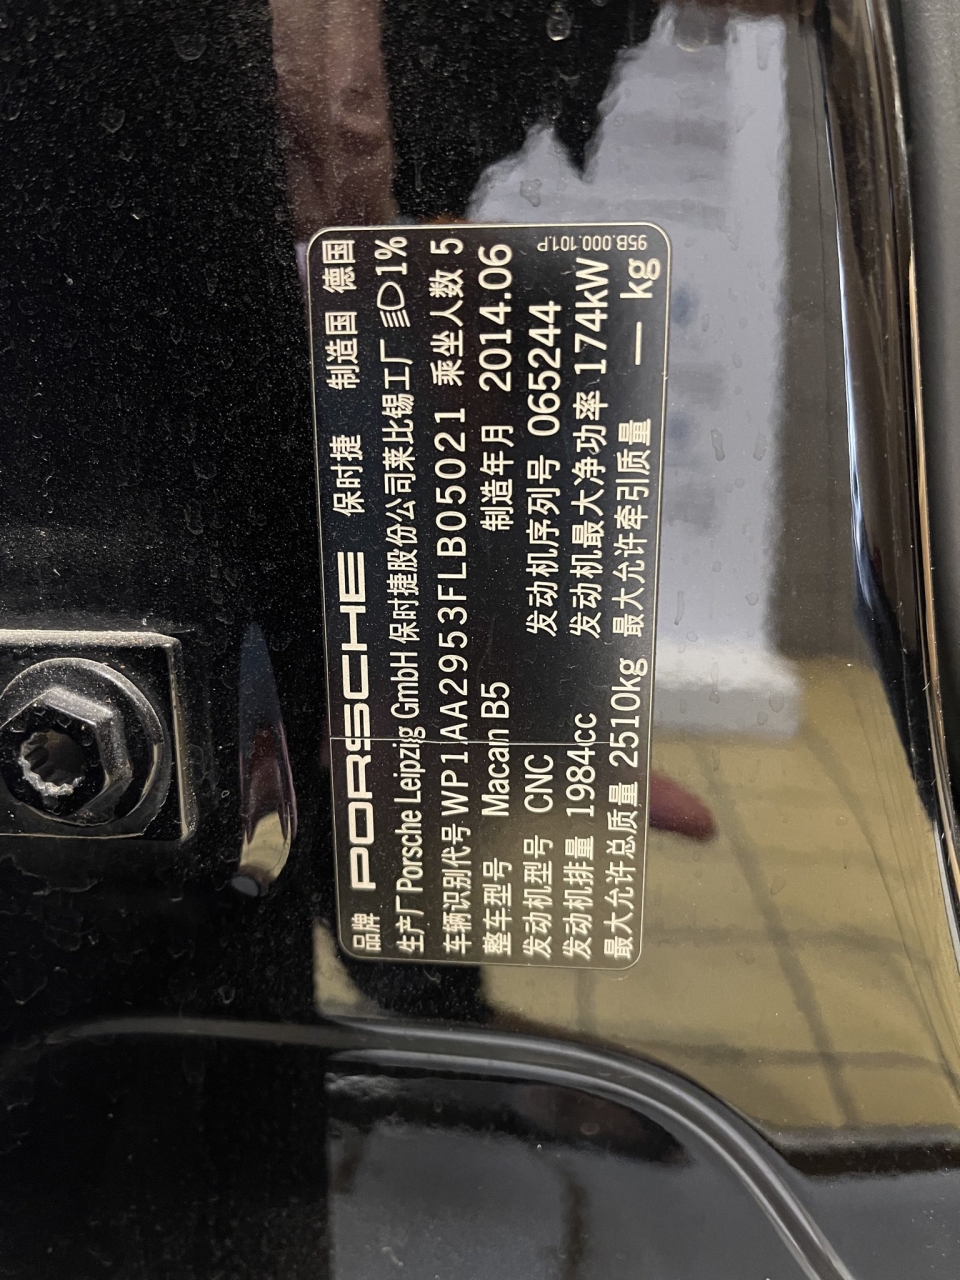 品牌 PORSCHE 保时捷 制造国 德国
生产厂 Porsche Leipzig GmbH 保时捷股份公司莱比锡工厂 1%
车辆识别代号 WP1AA2953FLB05021 乘坐人数 5
整车型号 Macan B5 制造年月 2014.06
发动机型号 CNC 发动机序列号 065244
发动机排量 1984cc 发动机最大净功率 174kW
最大允许总质量 2510kg 最大允许牵引质量 — kg
95B.000.101.P